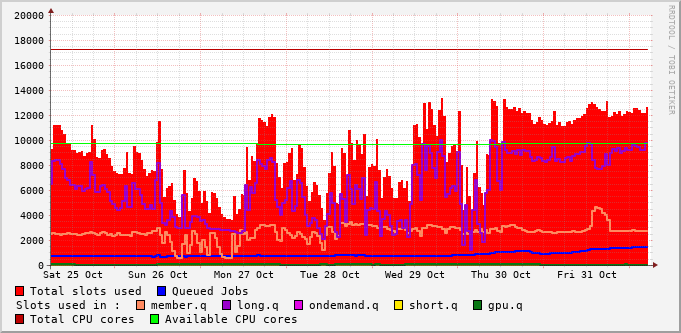 20000
18000
16000
14000
12000
10000
8000
6000
4000
2000
0
Sat 25 Oct Sun 26 Oct Mon 27 Oct Tue 28 Oct Wed 29 Oct Thu 30 Oct Fri 31 Oct
Total slots used Queued Jobs
Slots used in : member.q long.q ondemand.q short.q gpu.q
Total CPU cores Available CPU cores
RRDTOOL / TOBI OETIKER